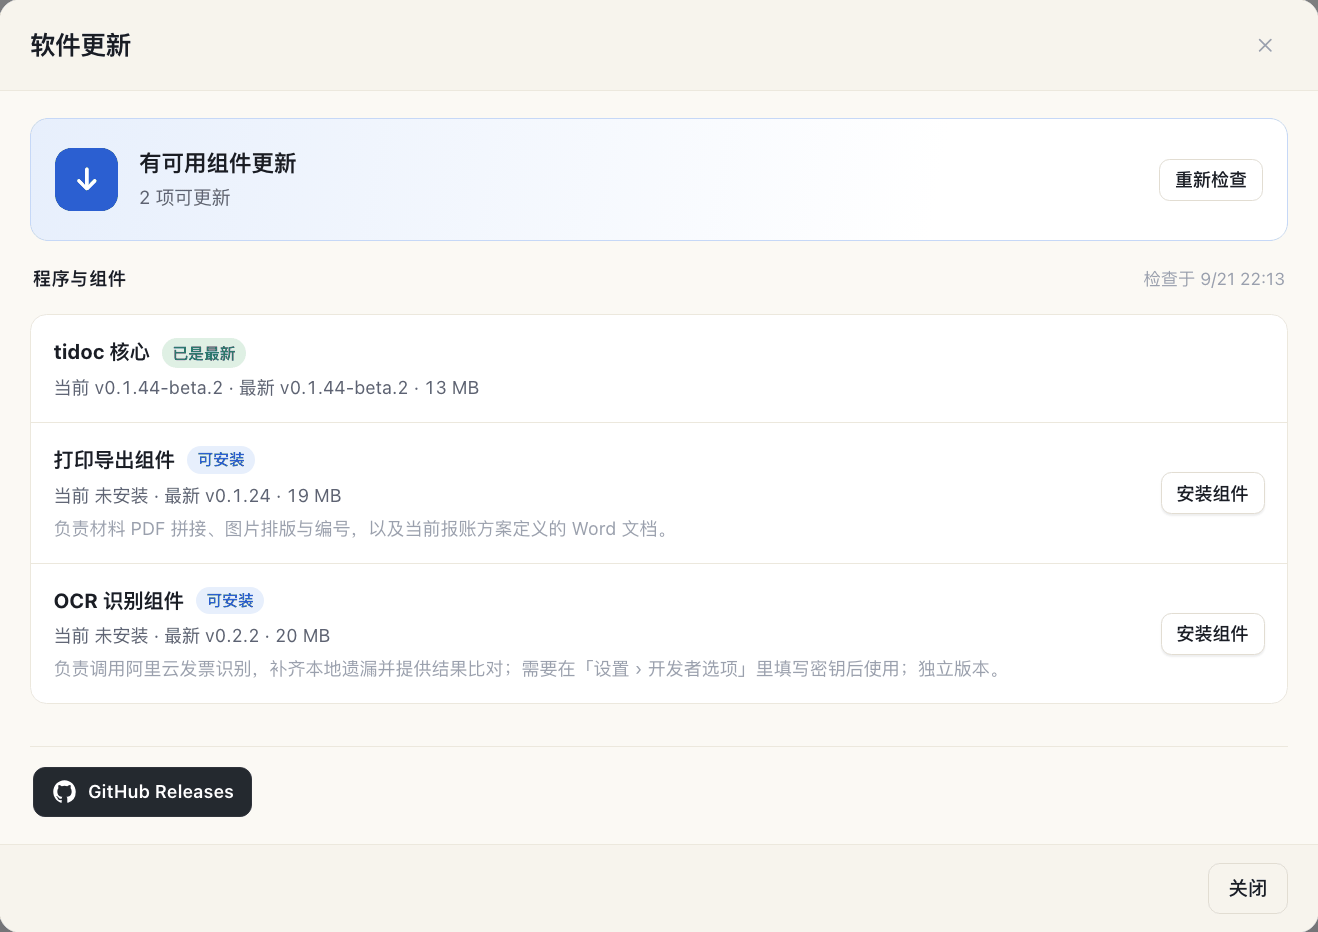 软件更新
有可用组件更新
2 项可更新
重新检查
程序与组件
检查于 9/21 22:13
tidoc 核心 已是最新
当前 v0.1.44-beta.2 · 最新 v0.1.44-beta.2 · 13 MB
打印导出组件 可安装
当前 未安装 · 最新 v0.1.24 · 19 MB
负责材料 PDF 拼接、图片排版与编号，以及当前报账方案定义的 Word 文档。
安装组件
OCR 识别组件 可安装
当前 未安装 · 最新 v0.2.2 · 20 MB
负责调用阿里云发票识别，补齐本地遗漏并提供结果比对；需要在「设置 › 开发者选项」里填写密钥后使用；独立版本。
安装组件
GitHub Releases
关闭